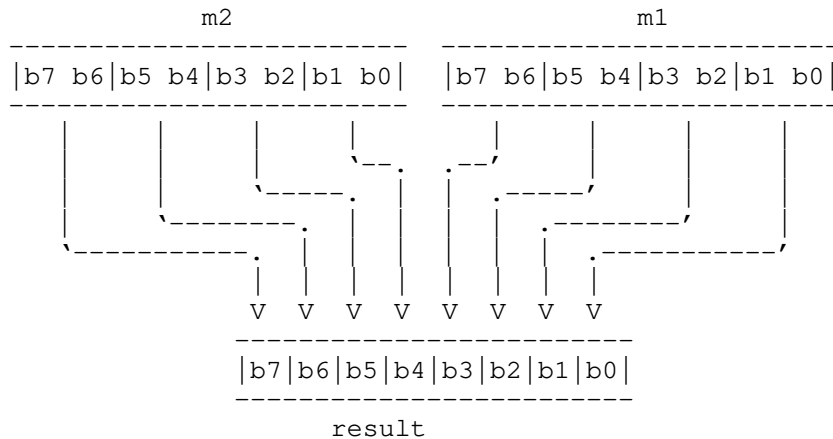 m2 m1
|b7 b6|b5 b4|b3 b2|b1 b0| |b7 b6|b5 b4|b3 b2|b1 b0|
V V V V V V V V
|b7|b6|b5|b4|b3|b2|b1|b0|
result